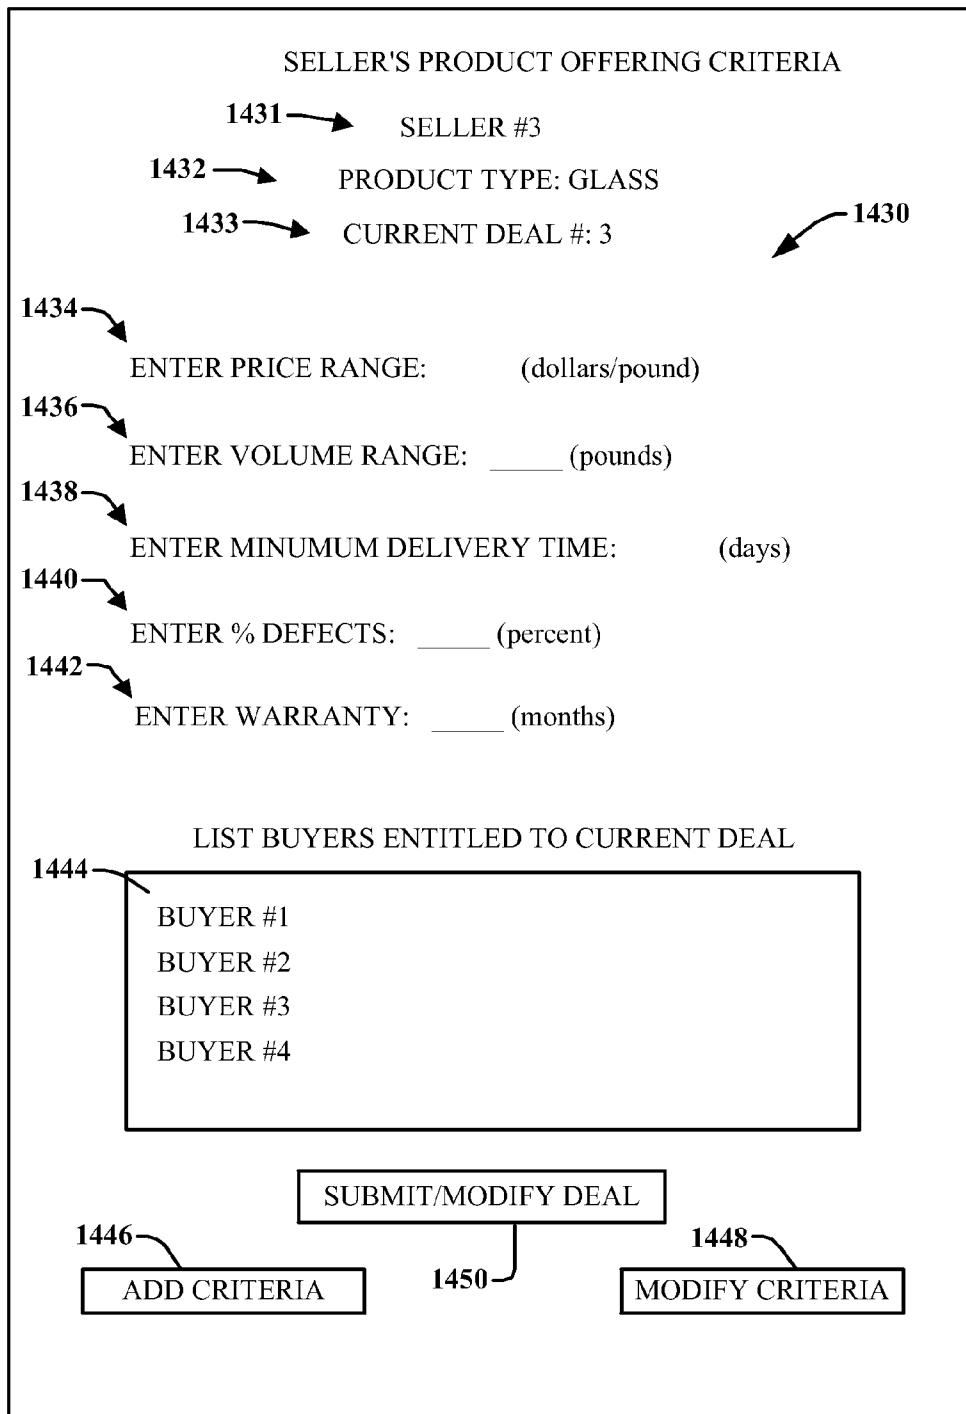 SELLER'S PRODUCT OFFERING CRITERIA
1431 SELLER #3
1432 PRODUCT TYPE: GLASS
1433 CURRENT DEAL #: 3
1430
1434
ENTER PRICE RANGE: (dollars/pound)
1436
ENTER VOLUME RANGE: _____ (pounds)
1438
ENTER MINUMUM DELIVERY TIME: (days)
1440
ENTER % DEFECTS: _____ (percent)
1442
ENTER WARRANTY: _____ (months)
LIST BUYERS ENTITLED TO CURRENT DEAL
1444
BUYER #1
BUYER #2
BUYER #3
BUYER #4
SUBMIT/MODIFY DEAL
1446 1450 1448
ADD CRITERIA MODIFY CRITERIA